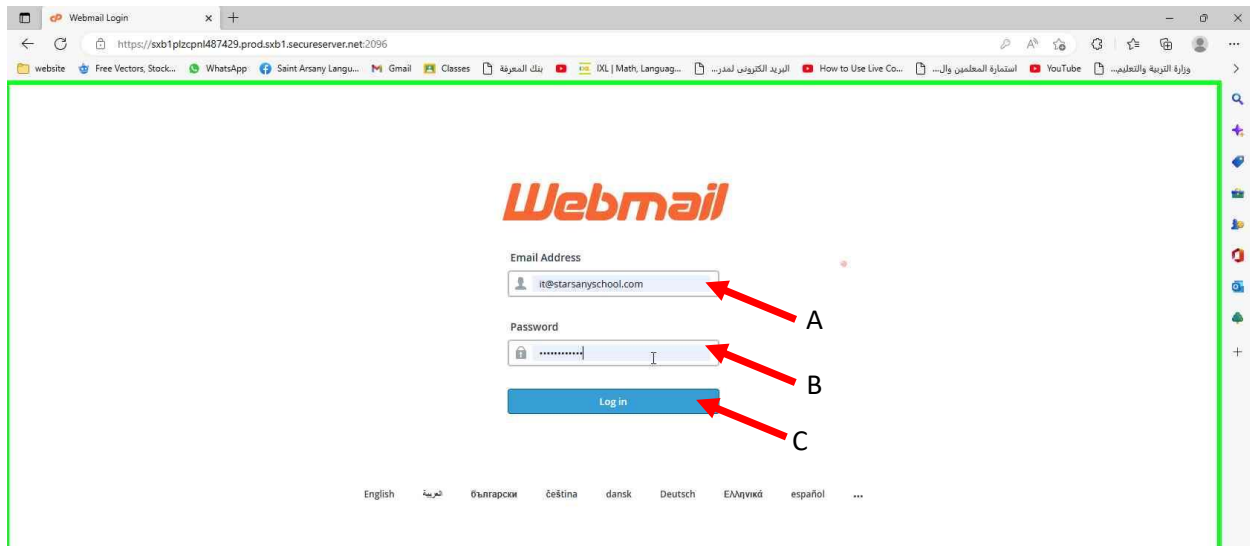 Webmail Login
https://sxb1plzcpnl487429.prod.sxb1.secureserver.net:2096
website Free Vectors, Stock... WhatsApp Saint Arsany Langu... Gmail Classes بنك المعرفة IXL | Math, Languag... البريد الكتروني لمدر... How to Use Live Co... استمارة المعلمين وال... YouTube وزارة التربية والتعليم...
Webmail
Email Address
it@starsanyschool.com
A
Password
B
Log in
C
English العربية български čeština dansk Deutsch Ελληνικά español ...